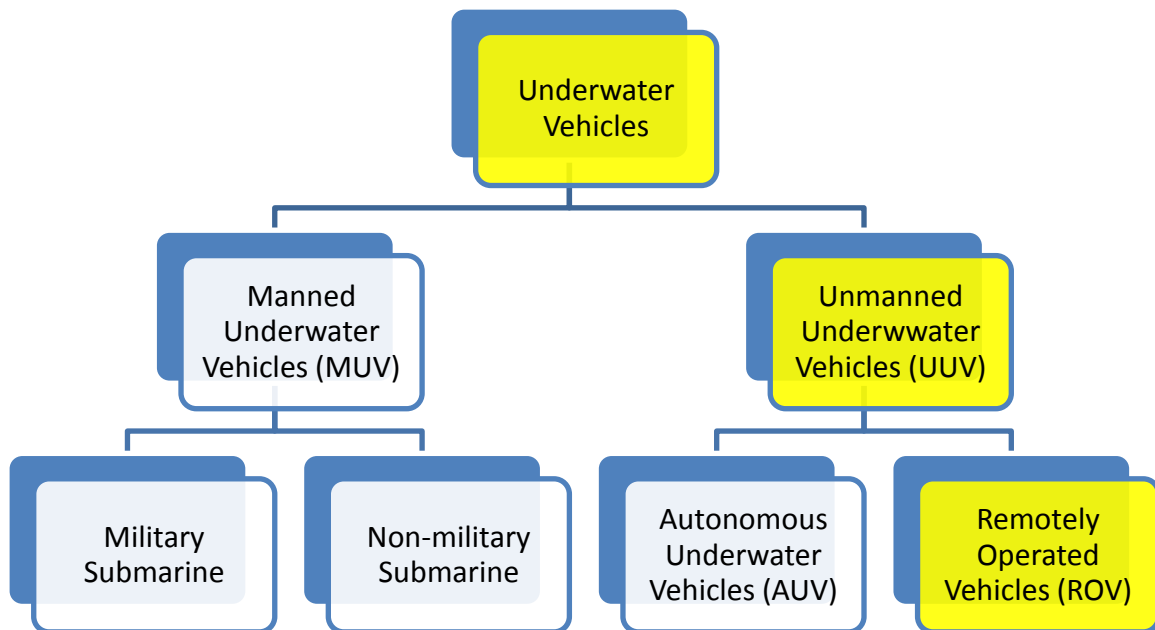 Underwater
Vehicles
Manned
Underwater
Vehicles (MUV)
Unmanned
Underwwater
Vehicles (UUV)
Military
Submarine
Non-military
Submarine
Autonomous
Underwater
Vehicles (AUV)
Remotely
Operated
Vehicles (ROV)